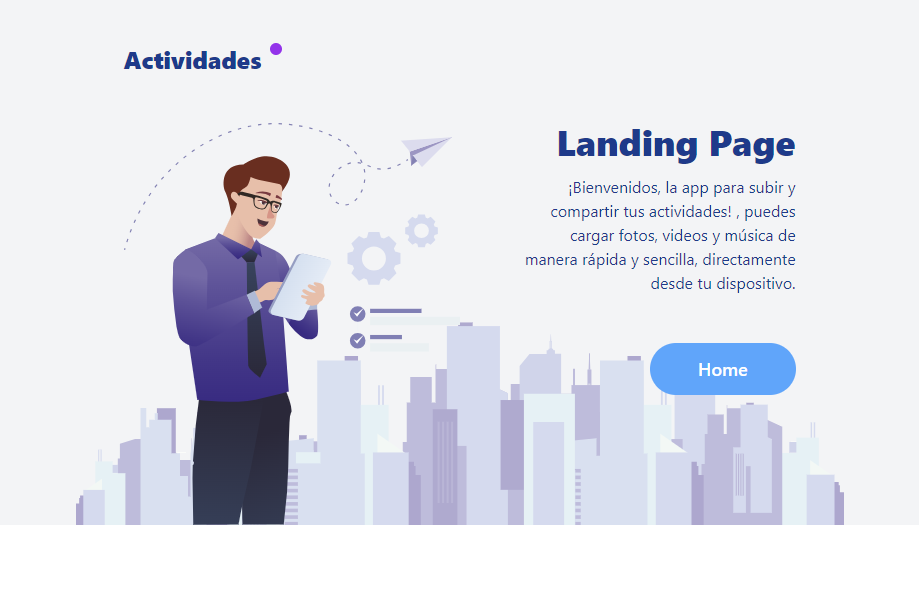 Actividades
Landing Page
¡Bienvenidos, la app para subir y
compartir tus actividades! , puedes
cargar fotos, videos y música de
manera rápida y sencilla, directamente
desde tu dispositivo.
Home